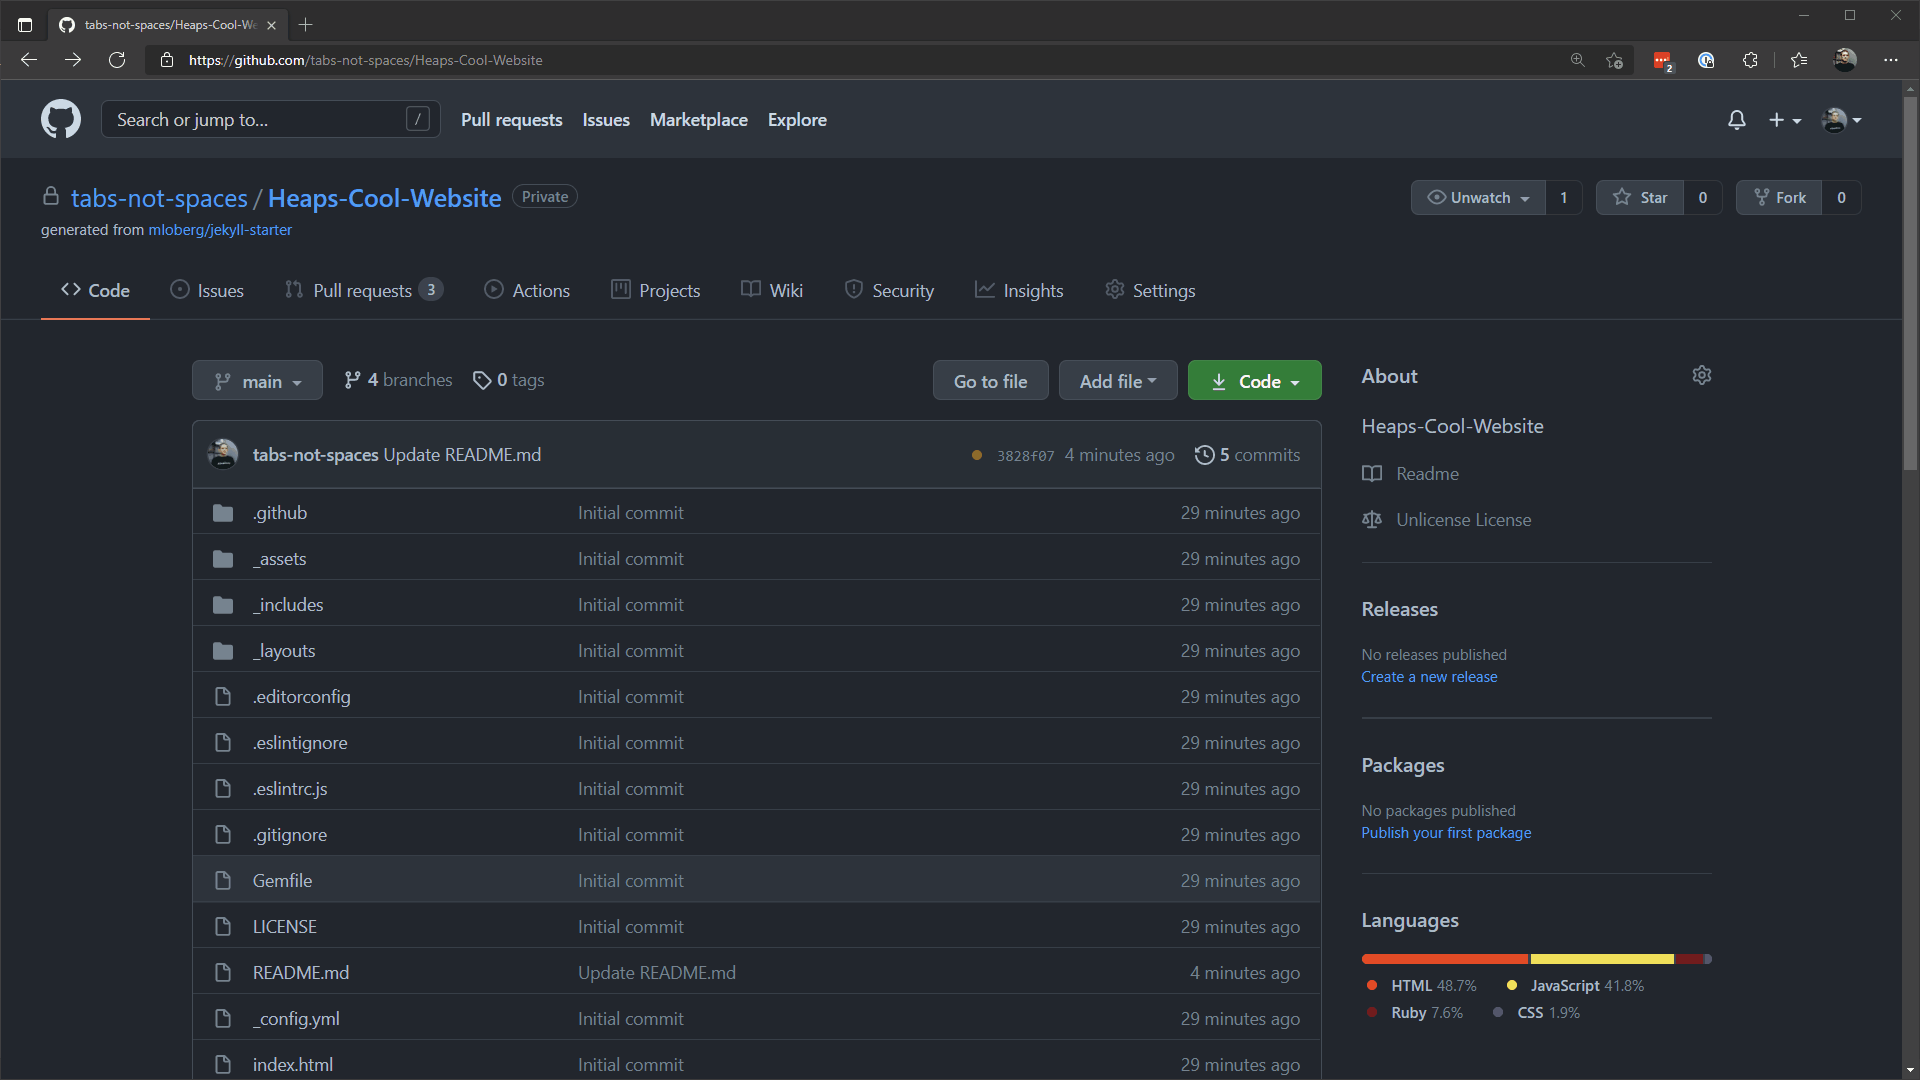 tabs-not-spaces/Heaps-Cool-We
https://github.com/tabs-not-spaces/Heaps-Cool-Website
2
Search or jump to... /
Pull requests Issues Marketplace Explore
tabs-not-spaces / Heaps-Cool-Website Private
Unwatch 1 Star 0 Fork 0
generated from mloberg/jekyll-starter
Code Issues Pull requests 3 Actions Projects Wiki Security Insights Settings
main 4 branches 0 tags Go to file Add file Code
tabs-not-spaces Update README.md 3828f07 4 minutes ago 5 commits
.github Initial commit 29 minutes ago
_assets Initial commit 29 minutes ago
_includes Initial commit 29 minutes ago
_layouts Initial commit 29 minutes ago
.editorconfig Initial commit 29 minutes ago
.eslintignore Initial commit 29 minutes ago
.eslintrc.js Initial commit 29 minutes ago
.gitignore Initial commit 29 minutes ago
Gemfile Initial commit 29 minutes ago
LICENSE Initial commit 29 minutes ago
README.md Update README.md 4 minutes ago
_config.yml Initial commit 29 minutes ago
index.html Initial commit 29 minutes ago
About
Heaps-Cool-Website
Readme
Unlicense License
Releases
No releases published
Create a new release
Packages
No packages published
Publish your first package
Languages
HTML 48.7% JavaScript 41.8%
Ruby 7.6% CSS 1.9%